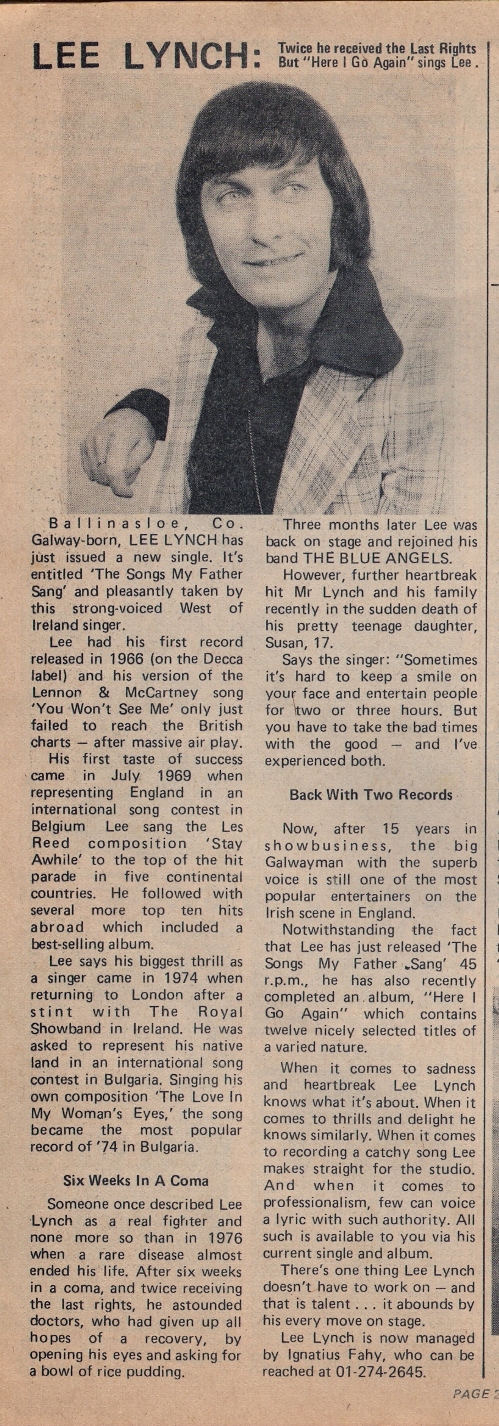 LEE LYNCH:
Twice he received the Last Rights
But "Here I Go Again" sings Lee .
Ballinasloe, Co.
Galway-born, LEE LYNCH has
just issued a new single. It's
entitled 'The Songs My Father
Sang' and pleasantly taken by
this strong-voiced West of
Ireland singer.
Lee had his first record
released in 1966 (on the Decca
label) and his version of the
Lennon & McCartney song
'You Won't See Me' only just
failed to reach the British
charts — after massive air play.
His first taste of success
came in July 1969 when
representing England in an
international song contest in
Belgium Lee sang the Les
Reed composition 'Stay
Awhile' to the top of the hit
parade in five continental
countries. He followed with
several more top ten hits
abroad which included a
best-selling album.
Lee says his biggest thrill as
a singer came in 1974 when
returning to London after a
stint with The Royal
Showband in Ireland. He was
asked to represent his native
land in an international song
contest in Bulgaria. Singing his
own composition 'The Love In
My Woman's Eyes,' the song
became the most popular
record of '74 in Bulgaria.
Six Weeks In A Coma
Someone once described Lee
Lynch as a real fighter and
none more so than in 1976
when a rare disease almost
ended his life. After six weeks
in a coma, and twice receiving
the last rights, he astounded
doctors, who had given up all
hopes of a recovery, by
opening his eyes and asking for
a bowl of rice pudding.
Three months later Lee was
back on stage and rejoined his
band THE BLUE ANGELS.
However, further heartbreak
hit Mr Lynch and his family
recently in the sudden death of
his pretty teenage daughter,
Susan, 17.
Says the singer: "Sometimes
it's hard to keep a smile on
your face and entertain people
for two or three hours. But
you have to take the bad times
with the good — and I've
experienced both.
Back With Two Records
Now, after 15 years in
showbusiness, the big
Galwayman with the superb
voice is still one of the most
popular entertainers on the
Irish scene in England.
Notwithstanding the fact
that Lee has just released 'The
Songs My Father Sang' 45
r.p.m., he has also recently
completed an album, "Here I
Go Again" which contains
twelve nicely selected titles of
a varied nature.
When it comes to sadness
and heartbreak Lee Lynch
knows what it's about. When it
comes to thrills and delight he
knows similarly. When it comes
to recording a catchy song Lee
makes straight for the studio.
And when it comes to
professionalism, few can voice
a lyric with such authority. All
such is available to you via his
current single and album.
There's one thing Lee Lynch
doesn't have to work on — and
that is talent . . . it abounds by
his every move on stage.
Lee Lynch is now managed
by Ignatius Fahy, who can be
reached at 01-274-2645.
PAGE